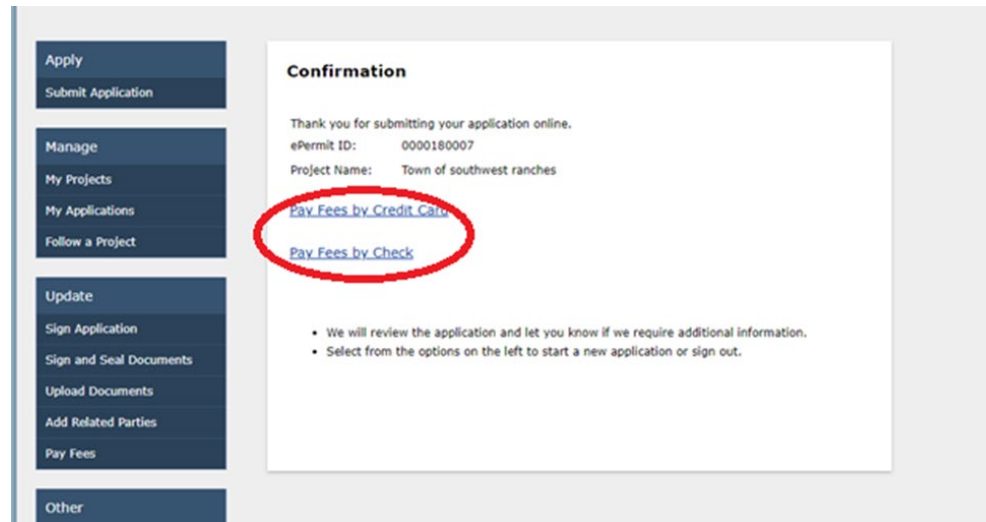 Apply
Submit Application
Manage
My Projects
My Applications
Follow a Project
Update
Sign Application
Sign and Seal Documents
Upload Documents
Add Related Parties
Pay Fees
Other
Confirmation
Thank you for submitting your application online.
ePermit ID: 0000180007
Project Name: Town of southwest ranches
Pay Fees by Credit Card
Pay Fees by Check
• We will review the application and let you know if we require additional information.
• Select from the options on the left to start a new application or sign out.